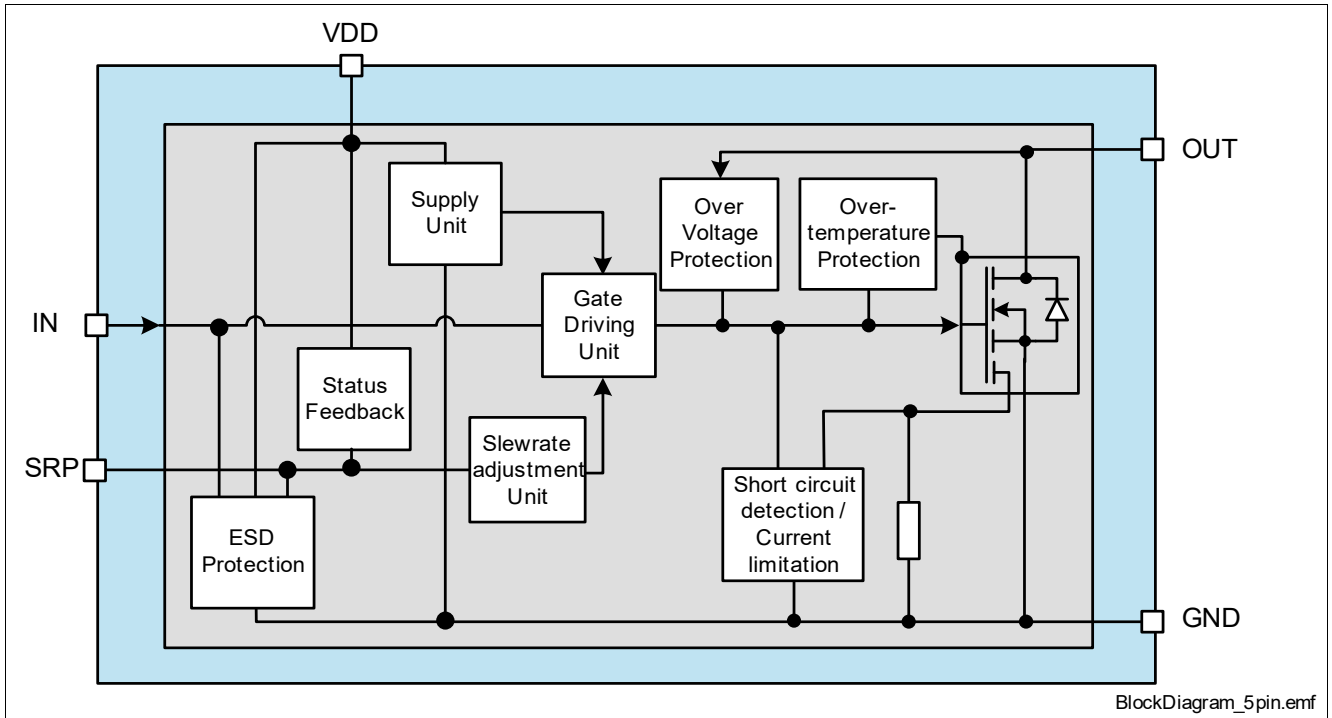 VDD
OUT
Supply
Unit
Over
Voltage
Protection
Over-
temperature
Protection
IN
Gate
Driving
Unit
Status
Feedback
SRP
Slewrate
adjustment
Unit
Short circuit
detection /
Current
limitation
ESD
Protection
GND
BlockDiagram_5pin.emf